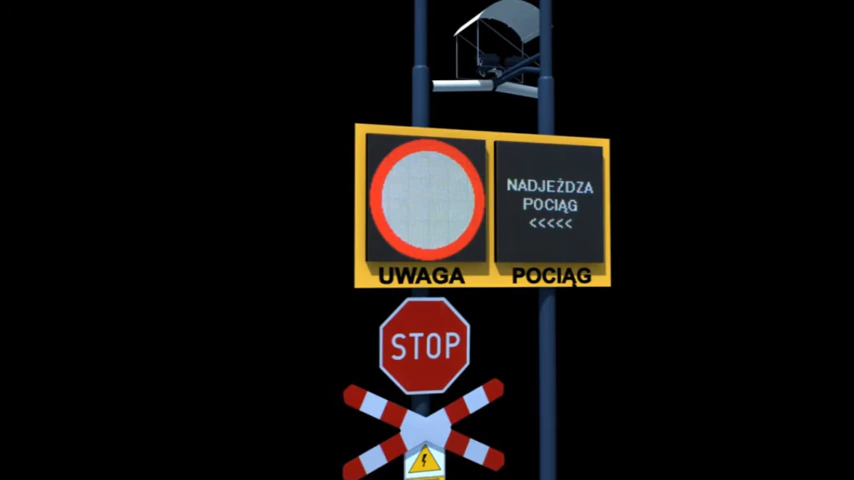 NADJEŻDŻA
POCIĄG
<<<<<
UWAGA
POCIĄG
STOP